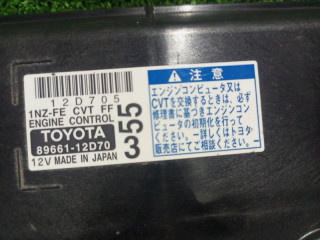 12D705
1NZ-FE CVT FF
ENGINE CONTROL
TOYOTA
89661-12D70
12V MADE IN JAPAN
355
⚠ 注意
エンジンコンピュータ又は
CVTを交換するときは、必ず
修理書に基づきエンジンコン
ピュータの初期化を行って
ください。ー詳しくはトヨタ
販売店にてご相談ください。